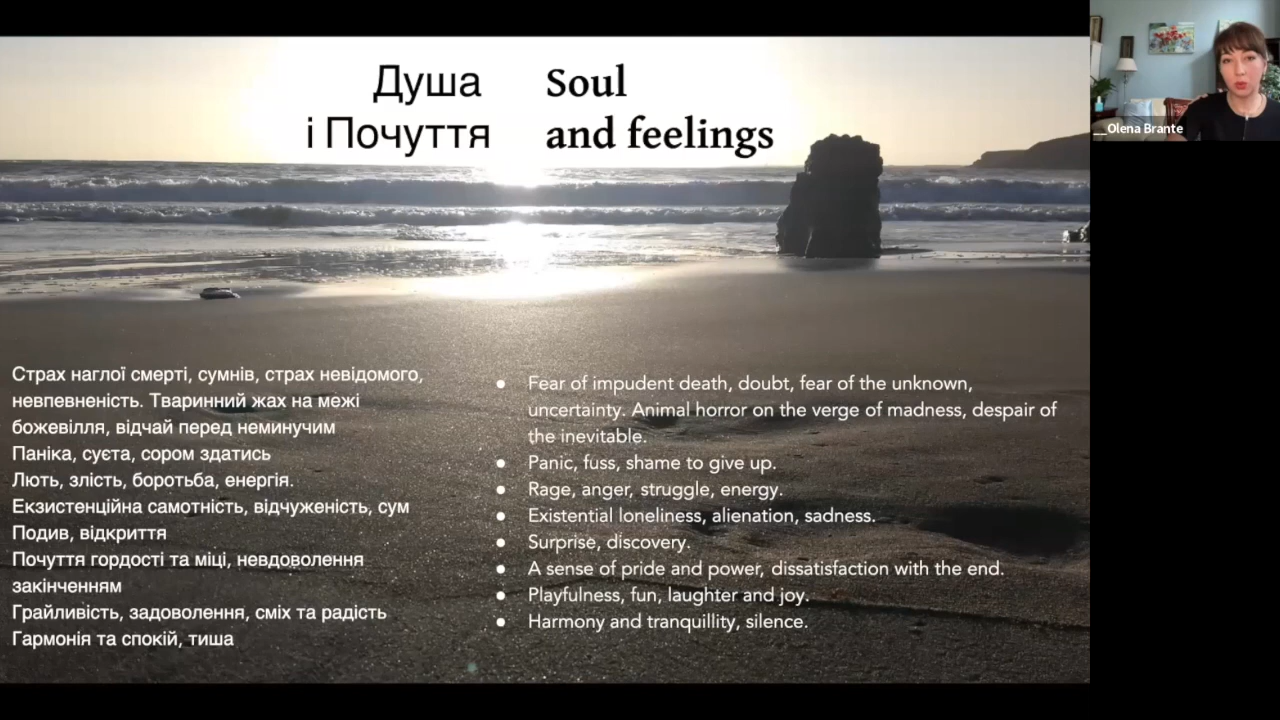 Душа
і Почуття
Soul
and feelings
Страх наглої смерті, сумнів, страх невідомого,
невпевненість. Тваринний жах на межі
божевілля, відчай перед неминучим
Паніка, суєта, сором здатись
Лють, злість, боротьба, енергія.
Екзистенційна самотність, відчуженість, сум
Подив, відкриття
Почуття гордості та міці, невдоволення
закінченням
Грайливість, задоволення, сміх та радість
Гармонія та спокій, тиша
• Fear of impudent death, doubt, fear of the unknown,
uncertainty. Animal horror on the verge of madness, despair of
the inevitable.
• Panic, fuss, shame to give up.
• Rage, anger, struggle, energy.
• Existential loneliness, alienation, sadness.
• Surprise, discovery.
• A sense of pride and power, dissatisfaction with the end.
• Playfulness, fun, laughter and joy.
• Harmony and tranquillity, silence.
__Olena Brante